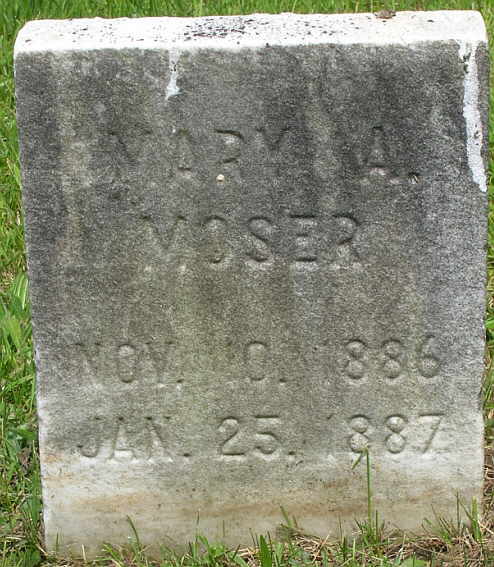 MARY A.
MOSER
NOV. 10. 1886
JAN. 25. 1887.